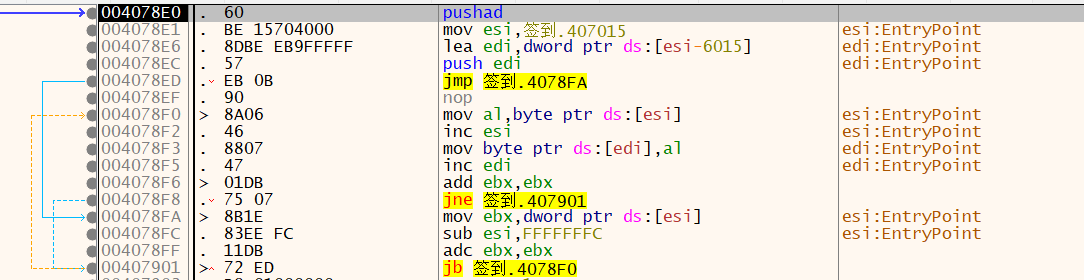 004078E0 . 60 pushad
004078E1 . BE 15704000 mov esi,签到.407015 esi:EntryPoint
004078E6 . 8DBE EB9FFFFF lea edi,dword ptr ds:[esi-6015] edi:EntryPoint
004078EC . 57 push edi edi:EntryPoint
004078ED . EB 0B jmp 签到.4078FA
004078EF . 90 nop
004078F0 > 8A06 mov al,byte ptr ds:[esi] esi:EntryPoint
004078F2 . 46 inc esi esi:EntryPoint
004078F3 . 8807 mov byte ptr ds:[edi],al edi:EntryPoint
004078F5 . 47 inc edi edi:EntryPoint
004078F6 > 01DB add ebx,ebx
004078F8 . 75 07 jne 签到.407901
004078FA > 8B1E mov ebx,dword ptr ds:[esi] esi:EntryPoint
004078FC . 83EE FC sub esi,FFFFFFFC esi:EntryPoint
004078FF . 11DB adc ebx,ebx
00407901 > 72 ED jb 签到.4078F0